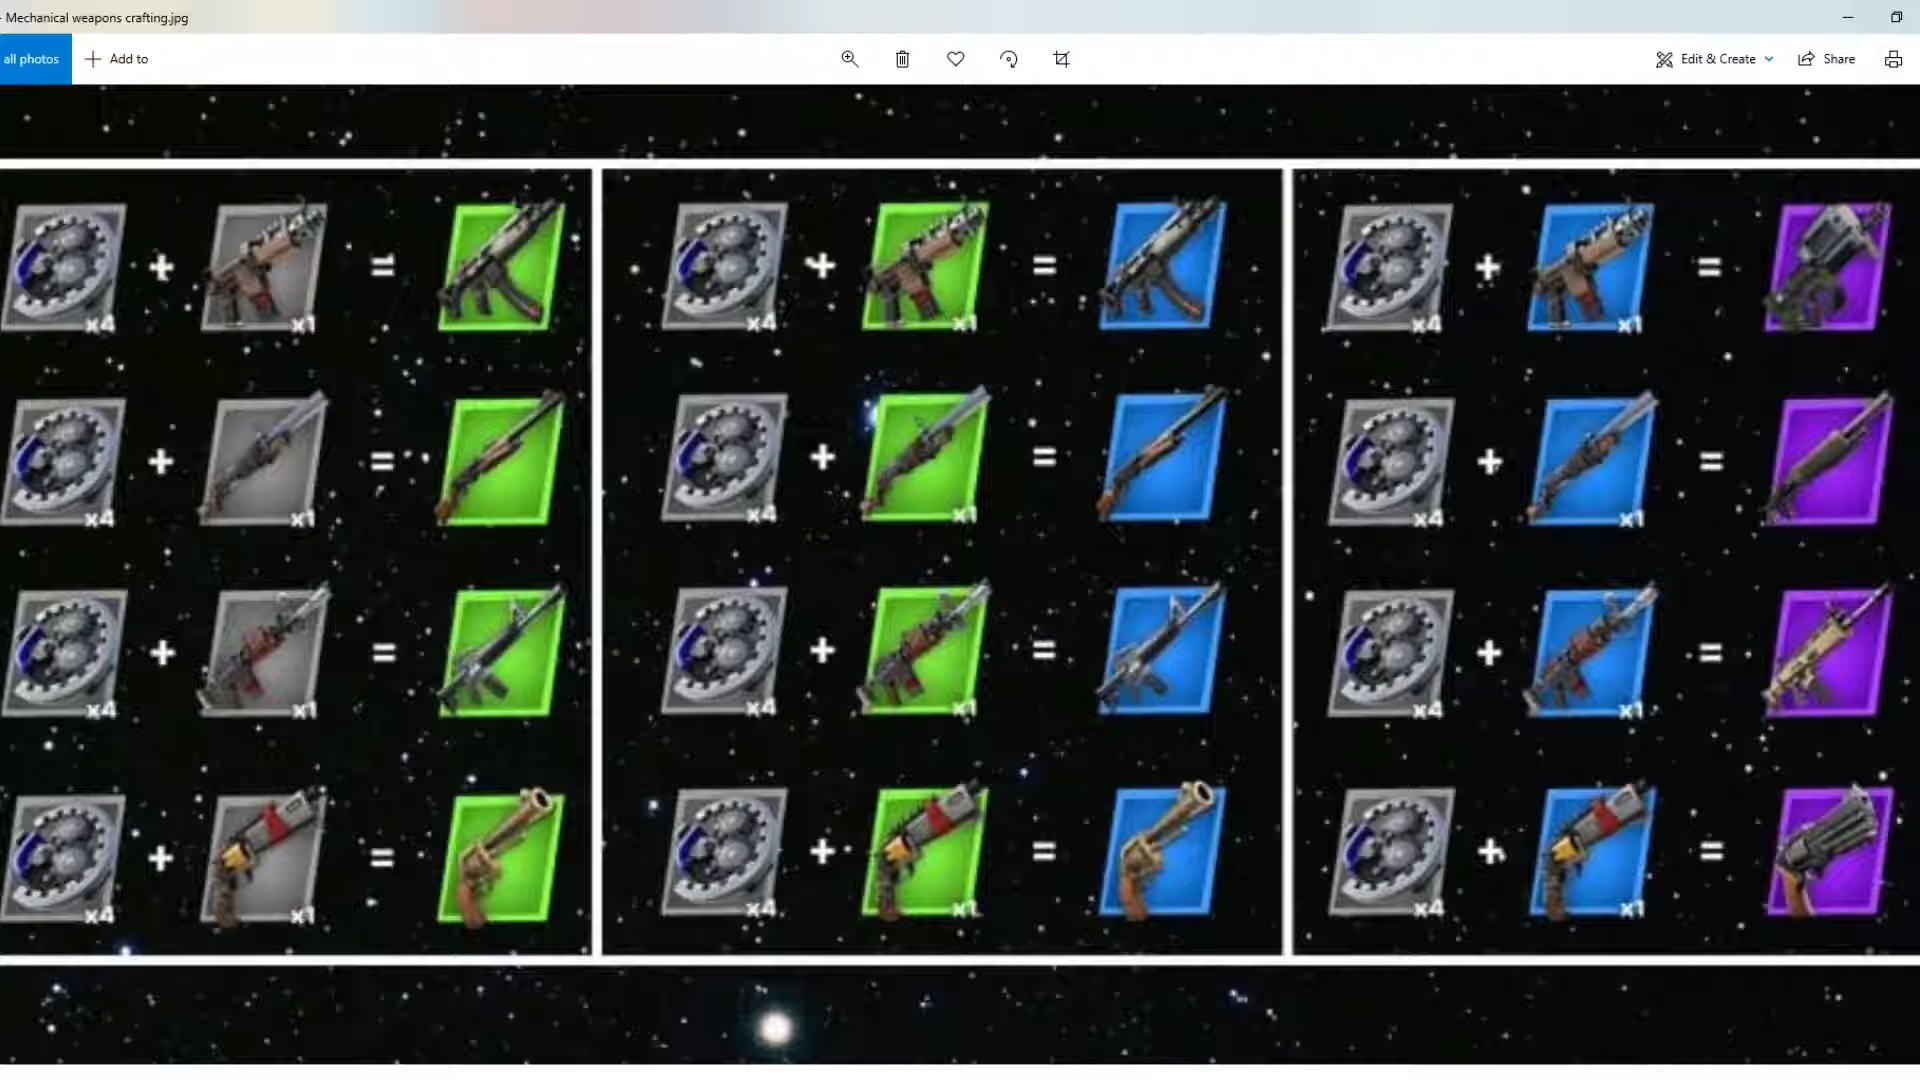 - Mechanical weapons crafting.jpg
all photos
Add to
Edit & Create
Share
+ = + = + =
x4 x1 x4 x1 x4 x1
+ = + = + =
x4 x1 x4 x1 x4 x1
+ = + = + =
x4 x1 x4 x1 x4 x1
+ = + = + =
x4 x1 x4 x1 x4 x1